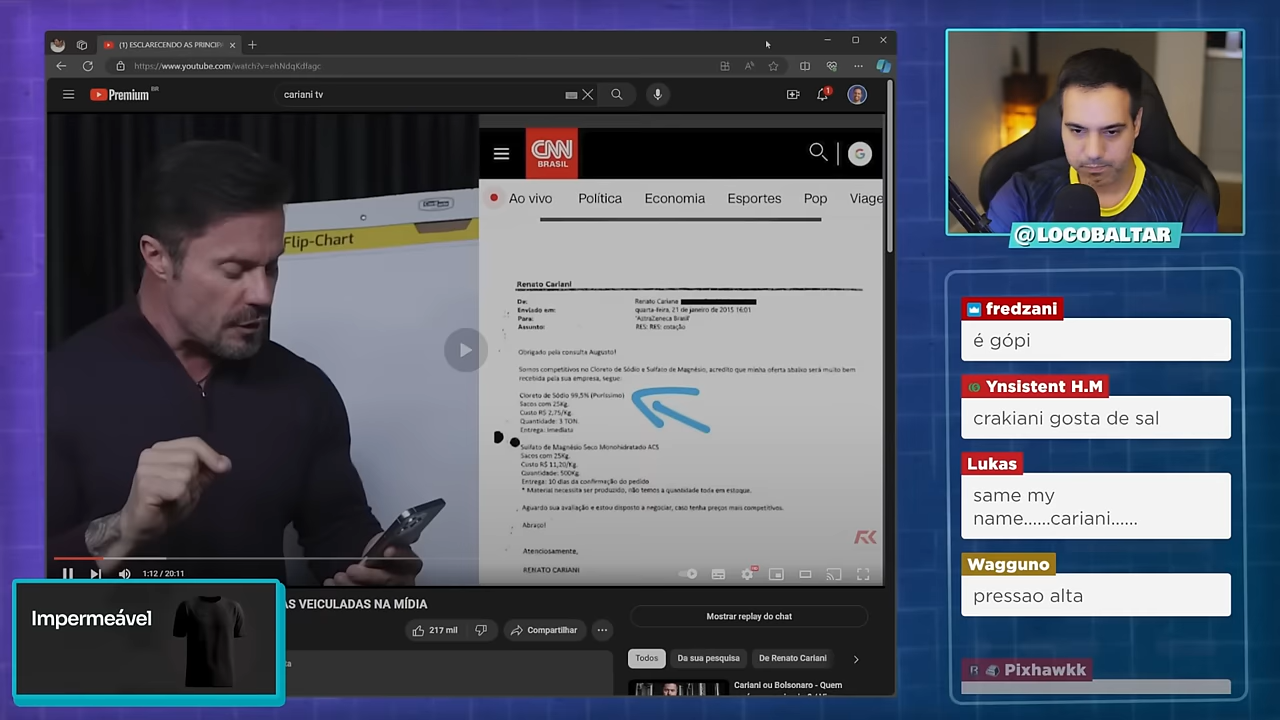 (1) ESCLARECENDO AS PRINCIP
https://www.youtube.com/watch?v=ehNdqKdlagc
Premium
BR
cariani tv
1
Flip-Chart
CNN
BRASIL
G
Ao vivo
Política
Economia
Esportes
Pop
Viage
Renato Cariani
De: Renato Cariani
Enviado em: quarta-feira, 21 de janeiro de 2015 16:01
Para: 'AstraZeneca Brasil'
Assunto: RES: RES: cotação
Obrigado pela consulta Augusto!
Somos competitivos no Cloreto de Sódio e Sulfato de Magnésio, acredito que minha oferta abaixo será muito bem
recebida pela sua empresa, segue:
Cloreto de Sódio 99,5% (Puríssimo)
Sacos com 25Kg.
Custo R$ 2,75/Kg.
Quantidade: 3 TON.
Entrega: Imediata
Sulfato de Magnésio Seco Monohidratado ACS
Sacos com 25Kg.
Custo R$ 11,20/Kg.
Quantidade: 500Kg.
Entrega: 10 dias da confirmação do pedido
* Material necessita ser produzido, não temos a quantidade toda em estoque.
Aguardo sua avaliação e estou disposto a negociar, caso tenha preços mais competitivos.
Abraço!
Atenciosamente,
RENATO CARIANI
RK
1:12 / 20:11
AS VEICULADAS NA MÍDIA
217 mil
Compartilhar
Mostrar replay do chat
Todos
Da sua pesquisa
De Renato Cariani
Cariani ou Bolsonaro - Quem
Impermeável
@LOCOBALTAR
fredzani
é gópi
Ynsistent H.M
crakiani gosta de sal
Lukas
same my
name......cariani......
Wagguno
pressao alta
Pixhawkk